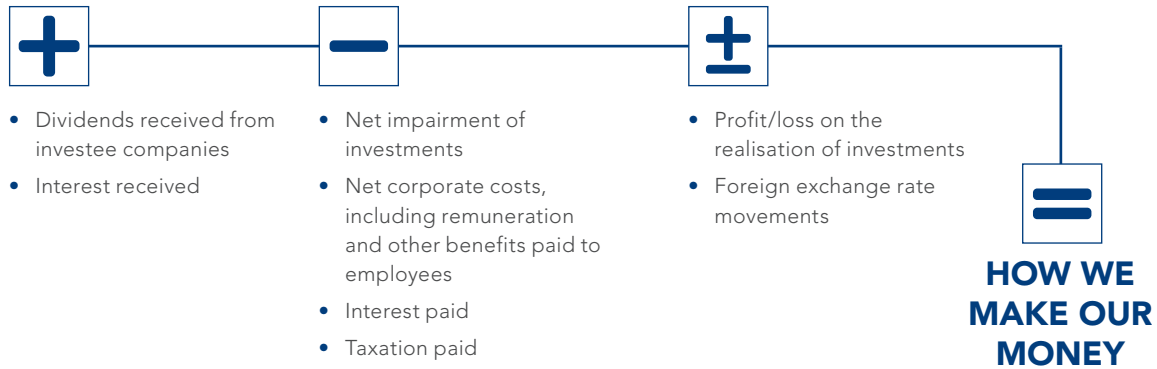 • Dividends received from
investee companies
• Interest received
• Net impairment of
investments
• Net corporate costs,
including remuneration
and other benefits paid to
employees
• Interest paid
• Taxation paid
• Profit/loss on the
realisation of investments
• Foreign exchange rate
movements
HOW WE
MAKE OUR
MONEY